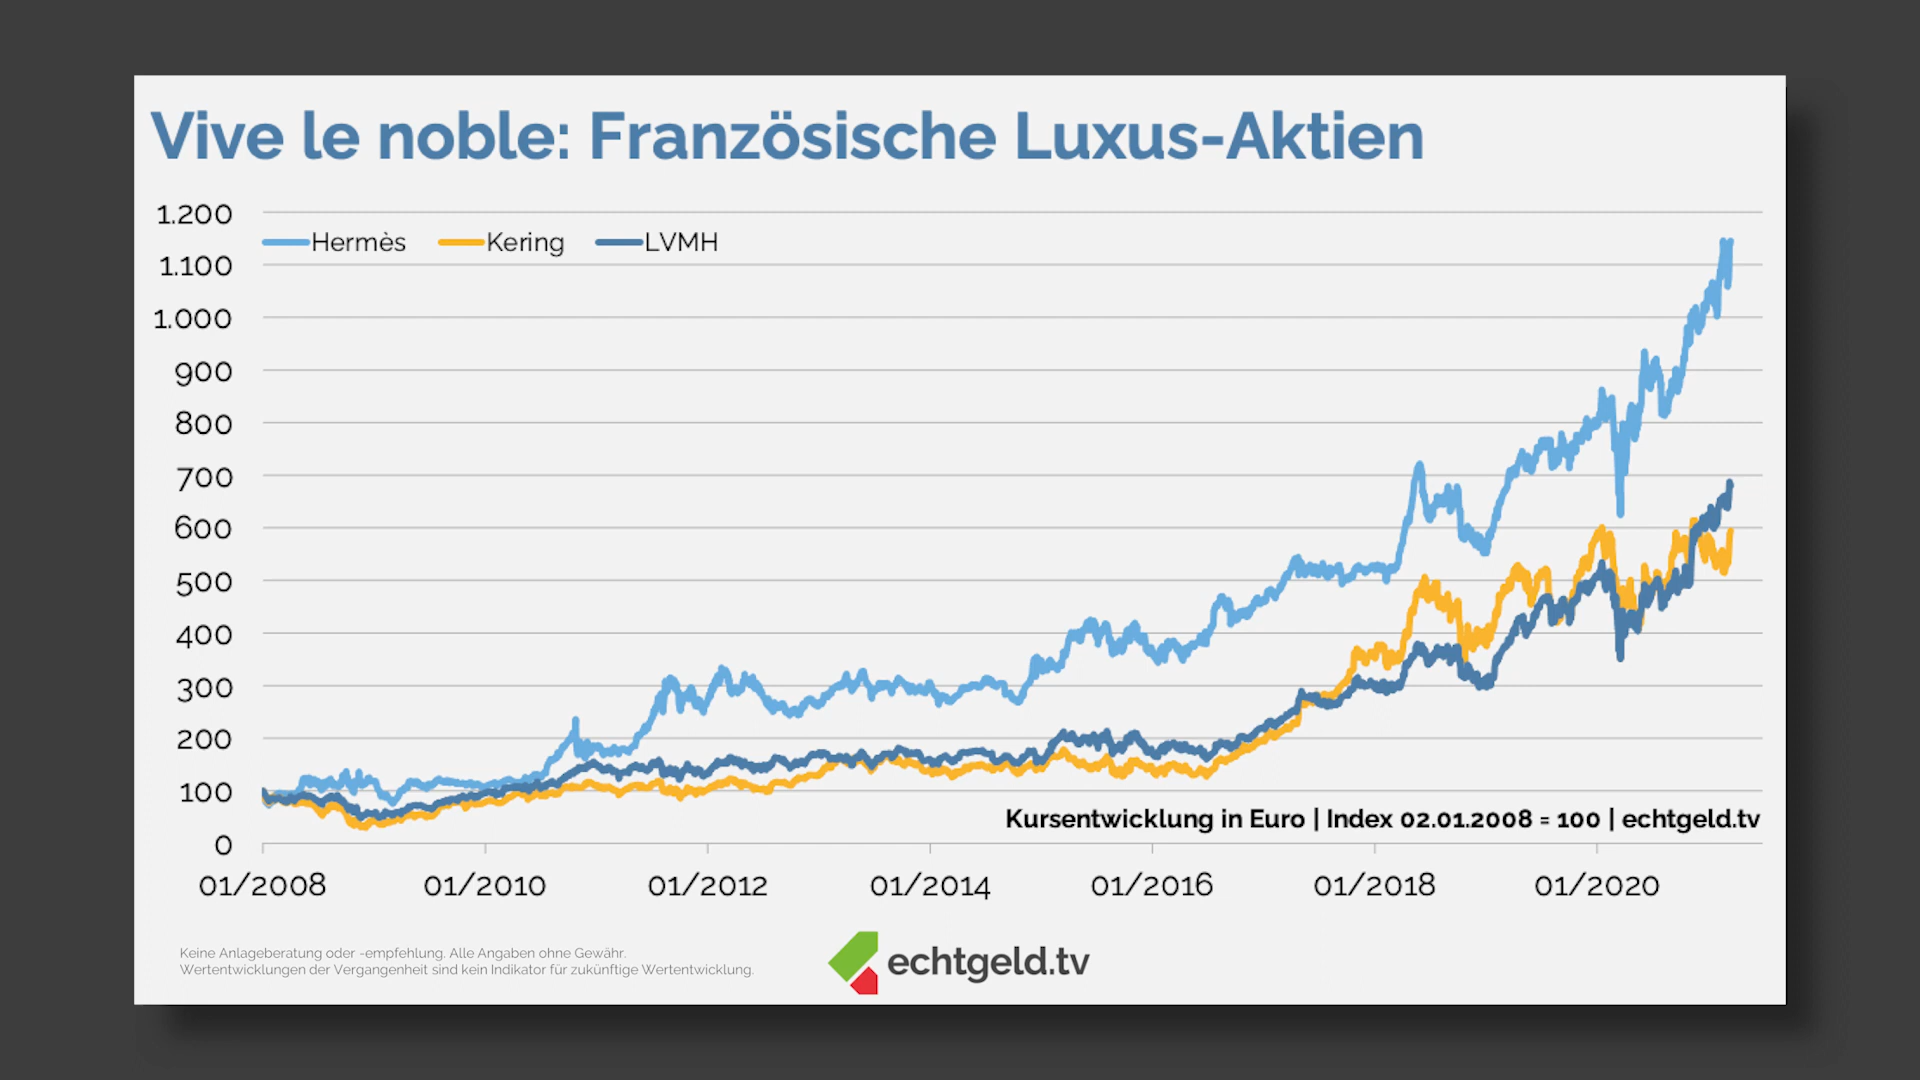 Vive le noble: Französische Luxus-Aktien
1.200
Hermès Kering LVMH
1.100
1.000
900
800
700
600
500
400
300
200
100
Kursentwicklung in Euro | Index 02.01.2008 = 100 | echtgeld.tv
0
01/2008 01/2010 01/2012 01/2014 01/2016 01/2018 01/2020
Keine Anlageberatung oder -empfehlung. Alle Angaben ohne Gewähr.
Wertentwicklungen der Vergangenheit sind kein Indikator für zukünftige Wertentwicklung.
echtgeld.tv